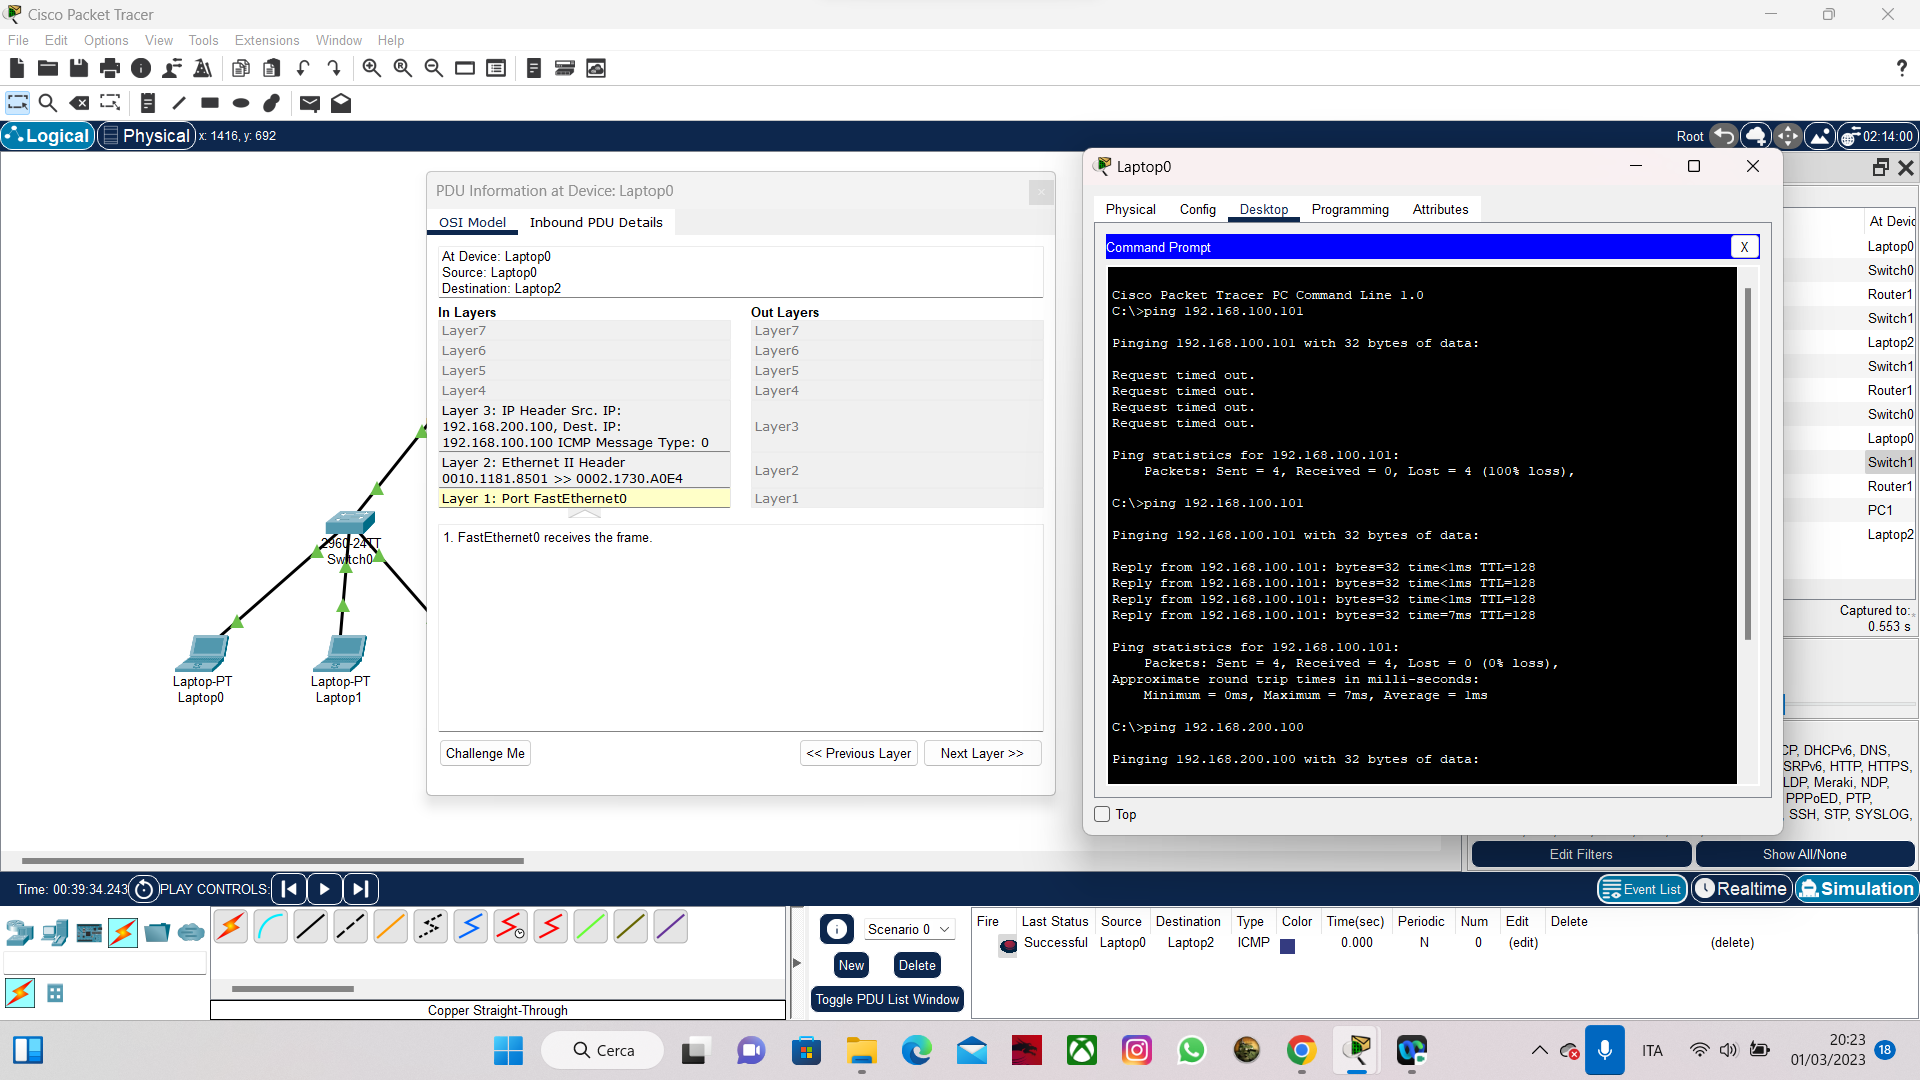 Cisco Packet Tracer
File Edit Options View Tools Extensions Window Help
?
Logical Physical x: 1416, y: 692
Root 02:14:00
PDU Information at Device: Laptop0
OSI Model Inbound PDU Details
At Device: Laptop0
Source: Laptop0
Destination: Laptop2
In Layers Out Layers
Layer7 Layer7
Layer6 Layer6
Layer5 Layer5
Layer4 Layer4
Layer 3: IP Header Src. IP:
192.168.200.100, Dest. IP:
192.168.100.100 ICMP Message Type: 0
Layer3
Layer 2: Ethernet II Header
0010.1181.8501 >> 0002.1730.A0E4
Layer2
Layer 1: Port FastEthernet0 Layer1
1. FastEthernet0 receives the frame.
Challenge Me << Previous Layer Next Layer >>
2960-24TT
Switch0
Laptop-PT
Laptop0
Laptop-PT
Laptop1
Laptop0
Physical Config Desktop Programming Attributes
Command Prompt X
Cisco Packet Tracer PC Command Line 1.0
C:\>ping 192.168.100.101
Pinging 192.168.100.101 with 32 bytes of data:
Request timed out.
Request timed out.
Request timed out.
Request timed out.
Ping statistics for 192.168.100.101:
Packets: Sent = 4, Received = 0, Lost = 4 (100% loss),
C:\>ping 192.168.100.101
Pinging 192.168.100.101 with 32 bytes of data:
Reply from 192.168.100.101: bytes=32 time<1ms TTL=128
Reply from 192.168.100.101: bytes=32 time<1ms TTL=128
Reply from 192.168.100.101: bytes=32 time<1ms TTL=128
Reply from 192.168.100.101: bytes=32 time=7ms TTL=128
Ping statistics for 192.168.100.101:
Packets: Sent = 4, Received = 4, Lost = 0 (0% loss),
Approximate round trip times in milli-seconds:
Minimum = 0ms, Maximum = 7ms, Average = 1ms
C:\>ping 192.168.200.100
Pinging 192.168.200.100 with 32 bytes of data:
Top
At Devic
Laptop0
Switch0
Router1
Switch1
Laptop2
Switch1
Router1
Switch0
Laptop0
Switch1
Router1
PC1
Laptop2
Captured to:
0.553 s
CP, DHCPv6, DNS,
SRPv6, HTTP, HTTPS,
LDP, Meraki, NDP,
PPPoED, PTP,
SSH, STP, SYSLOG,
Edit Filters Show All/None
Time: 00:39:34.243 PLAY CONTROLS:
Event List Realtime Simulation
Copper Straight-Through
Scenario 0
New Delete
Toggle PDU List Window
Fire Last Status Source Destination Type Color Time(sec) Periodic Num Edit Delete
Successful Laptop0 Laptop2 ICMP 0.000 N 0 (edit) (delete)
Cerca
ITA
20:23
01/03/2023
18